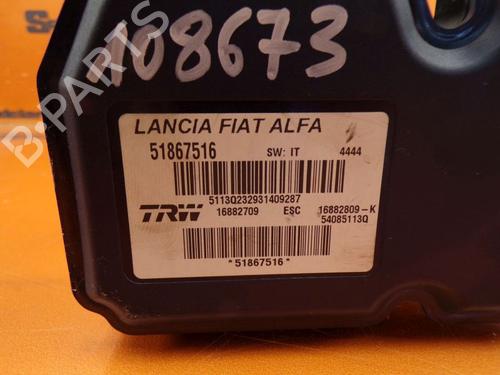 108673
B-PARTS
LANCIA FIAT ALFA
51867516 SW: IT 4444
5113Q232931409287
TRW 16882709 ESC 16882809-K
54085113Q
*51867516*